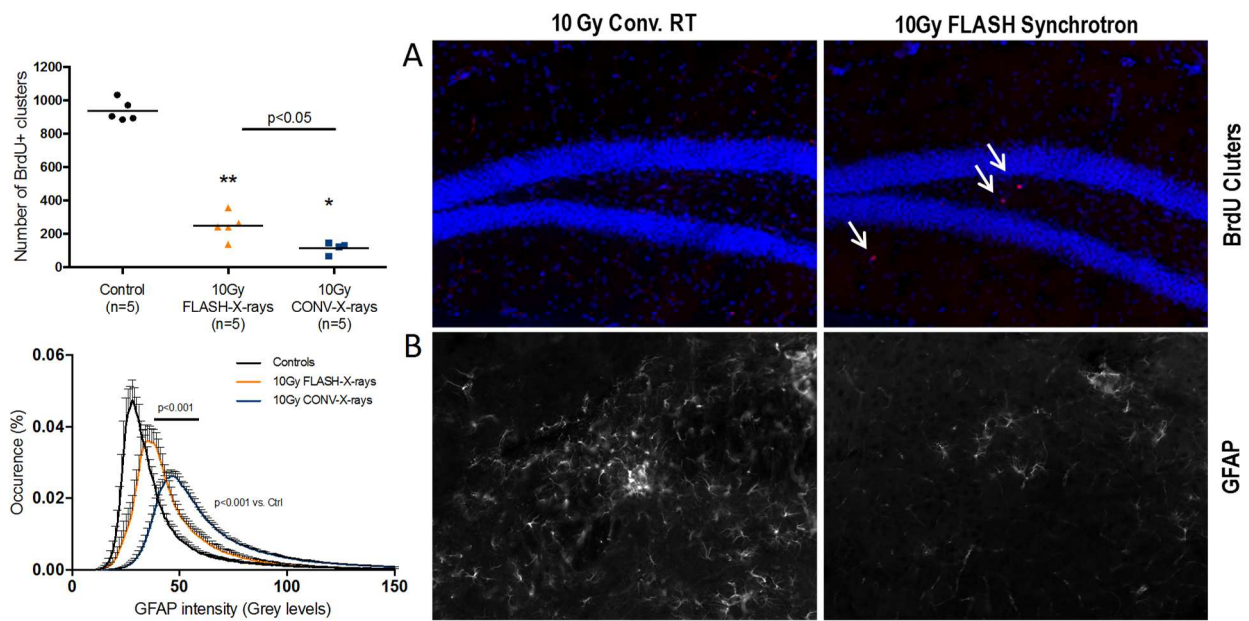 10 Gy Conv. RT
10Gy FLASH Synchrotron
A
BrdU Cluters
Number of BrdU+ clusters
1200
1000
800
600
400
200
0
p<0.05
**
*
Control
(n=5)
10Gy
FLASH-X-rays
(n=5)
10Gy
CONV-X-rays
(n=5)
B
GFAP
Occurence (%)
0.06
0.04
0.02
0.00
Controls
10Gy FLASH-X-rays
10Gy CONV-X-rays
p<0.001
p<0.001 vs. Ctrl
0
50
100
150
GFAP intensity (Grey levels)